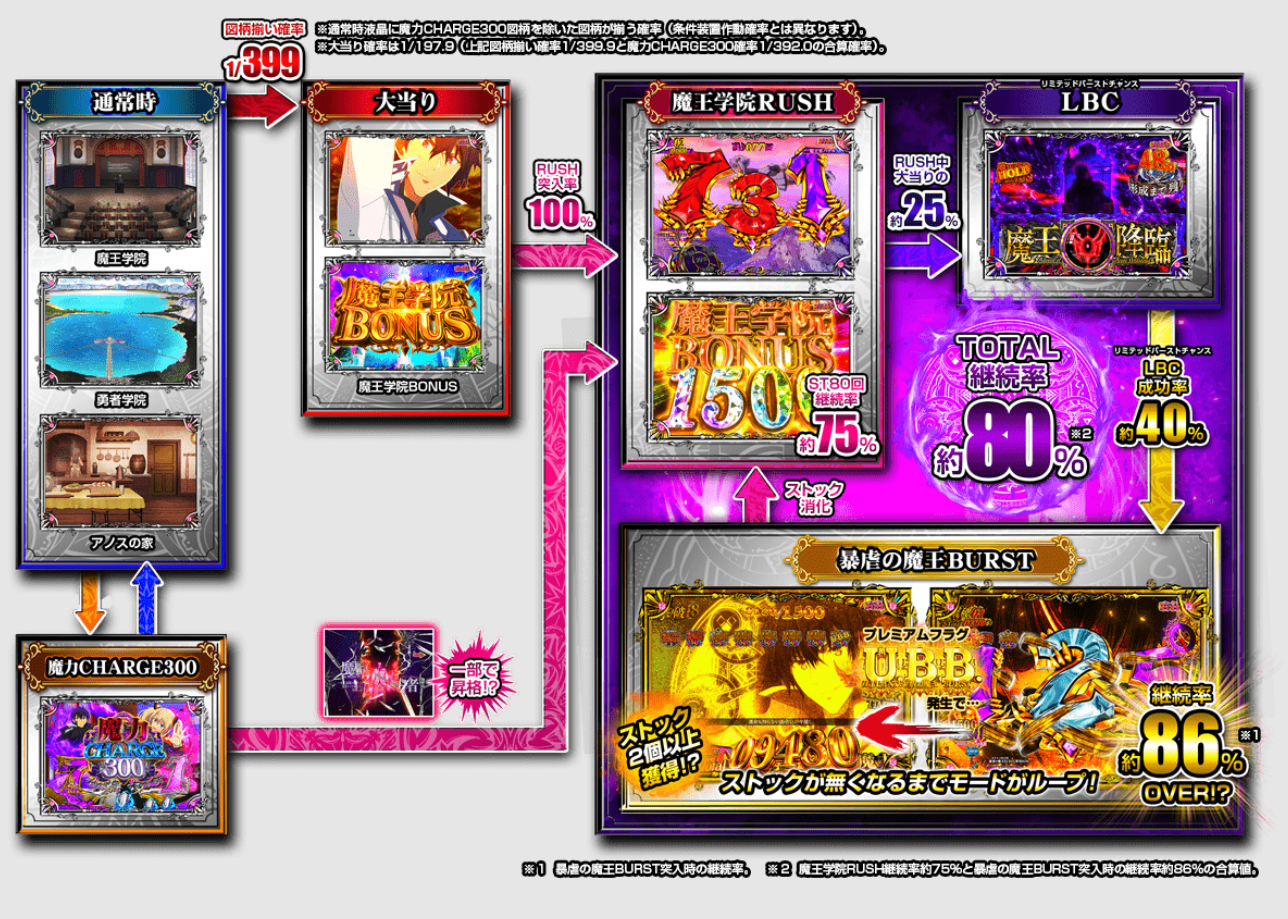 図柄揃い確率
1/399
※通常時液晶に魔力CHARGE300図柄を除いた図柄が揃う確率（条件装置作動確率とは異なります）。
※大当り確率は1/197.9（上記図柄揃い確率1/399.9と魔力CHARGE300確率1/392.0の合算確率）。
通常時
魔王学院
勇者学院
アノスの家
大当り
魔王学院
BONUS
魔王学院BONUS
RUSH
突入率
100%
魔王学院RUSH
7 3 1
魔王学院
BONUS
1500
ST80回
継続率
約75%
RUSH中
大当りの
約25%
リミテッドバーストチャンス
LBC
HOLD
魔王降臨
TOTAL
継続率
約80%
※2
リミテッドバーストチャンス
LBC
成功率
約40%
ストック
消化
暴虐の魔王BURST
1500
プレミアムフラグ
U.B.B.
発生で…
ストック
2個以上
獲得!?
09480
ストックが無くなるまでモードがループ！
継続率
約86%
※1
OVER!?
魔力CHARGE300
魔力
CHARGE
300
一部で
昇格!?
※1 暴虐の魔王BURST突入時の継続率。 ※2 魔王学院RUSH継続率約75%と暴虐の魔王BURST突入時の継続率約86%の合算値。